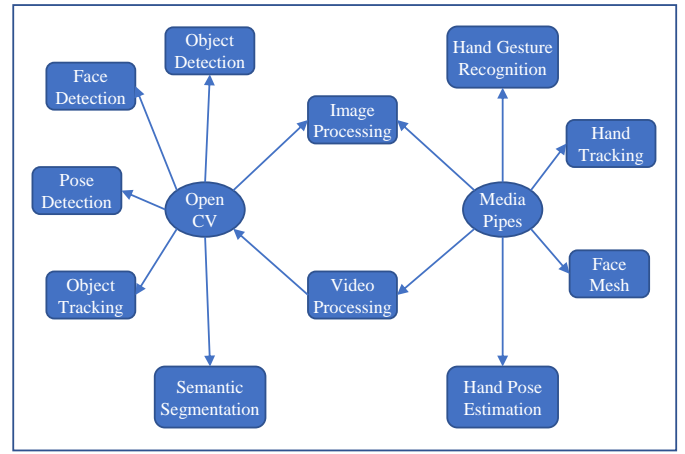 Object
Detection
Hand Gesture
Recognition
Face
Detection
Image
Processing
Hand
Tracking
Pose
Detection
Open
CV
Media
Pipes
Object
Tracking
Video
Processing
Face
Mesh
Semantic
Segmentation
Hand Pose
Estimation